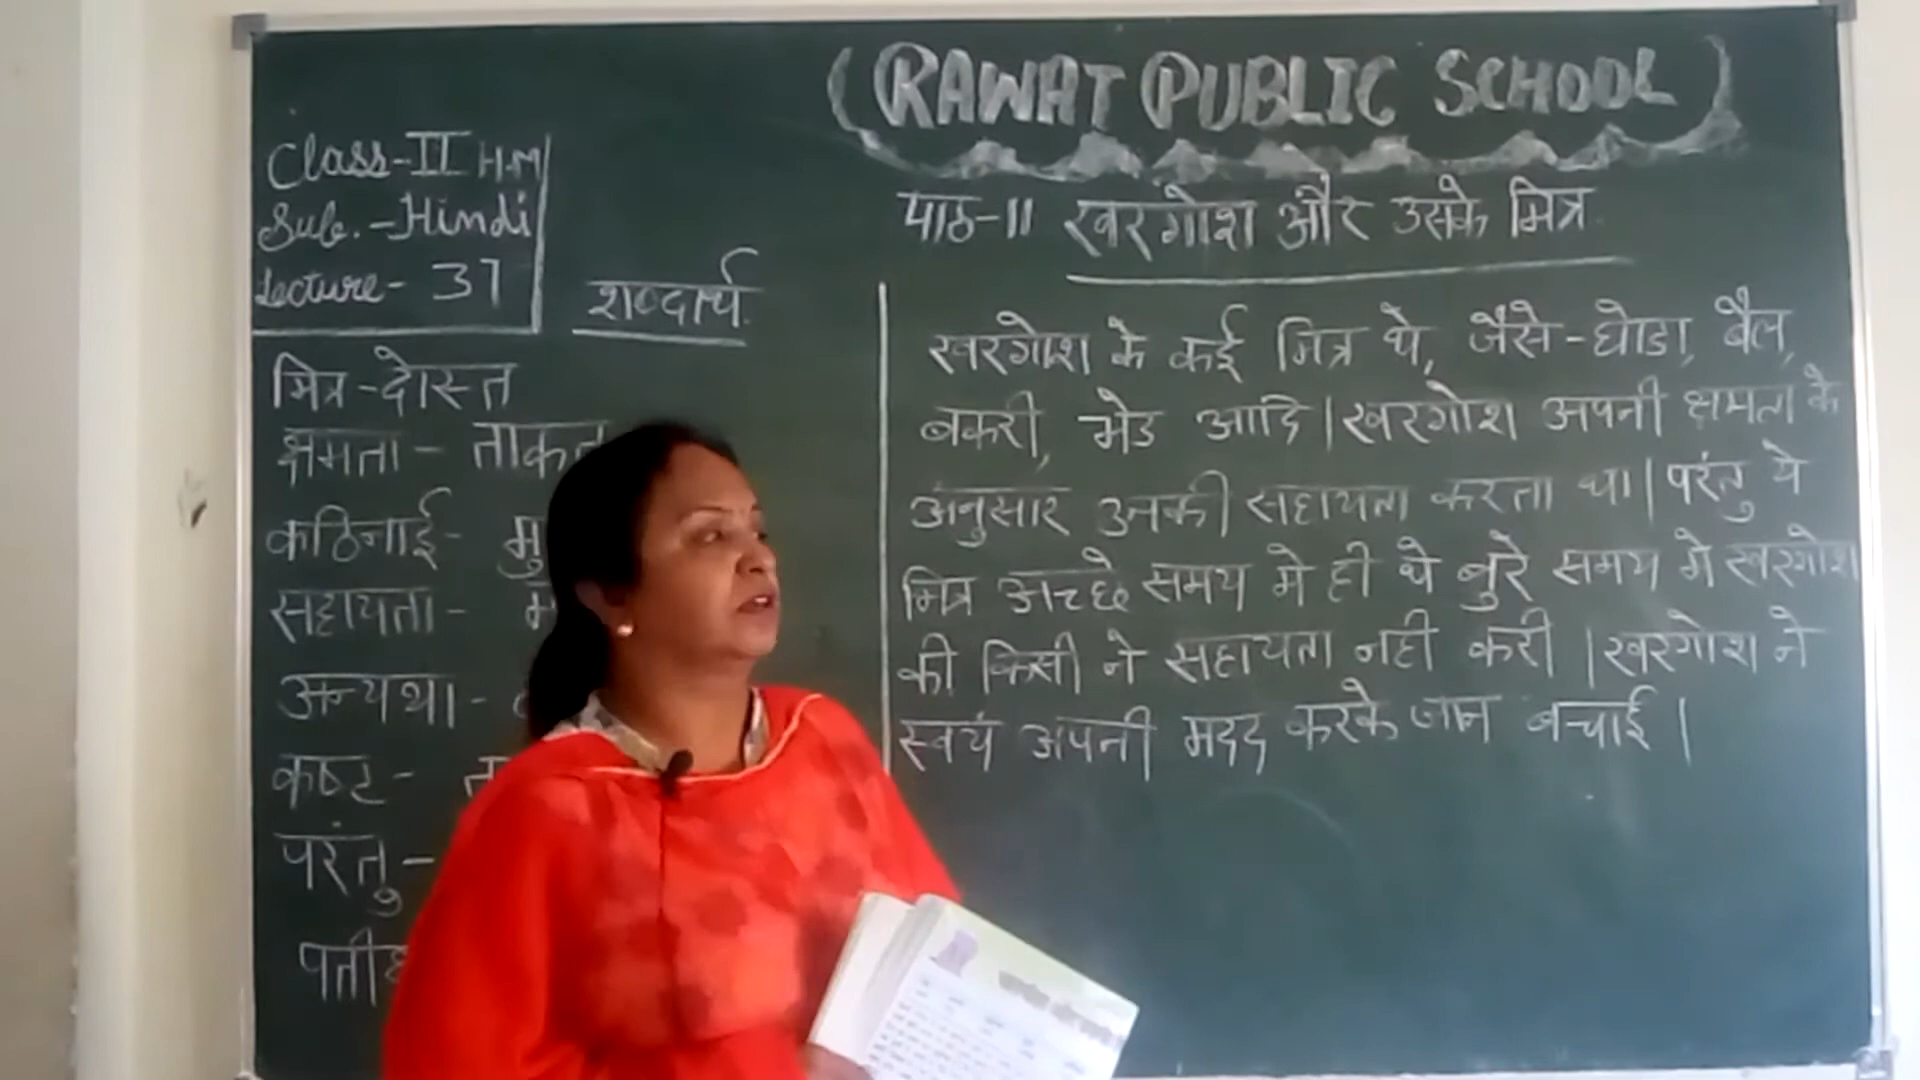 RAWAT PUBLIC SCHOOL
Class-II H.M
Sub.-Hindi
Lecture- 37
पाठ-11 खरगोश और उसके मित्र
शब्दार्थ
मित्र-दोस्त
क्षमता - ताकत
कठिनाई- मु
सहायता - म
अन्यथा -
कष्ट - त
परंतु -
खरगोश के कई मित्र थे, जैसे-घोडा, बैल,
बकरी, भेड आदि | खरगोश अपनी क्षमता के
अनुसार उनकी सहायता करता था | परंतु ये
मित्र अच्छे समय मे ही थे बुरे समय मे खरगोश
की किसी ने सहायता नही करी | खरगोश ने
स्वयं अपनी मदद करके जान बचाई |